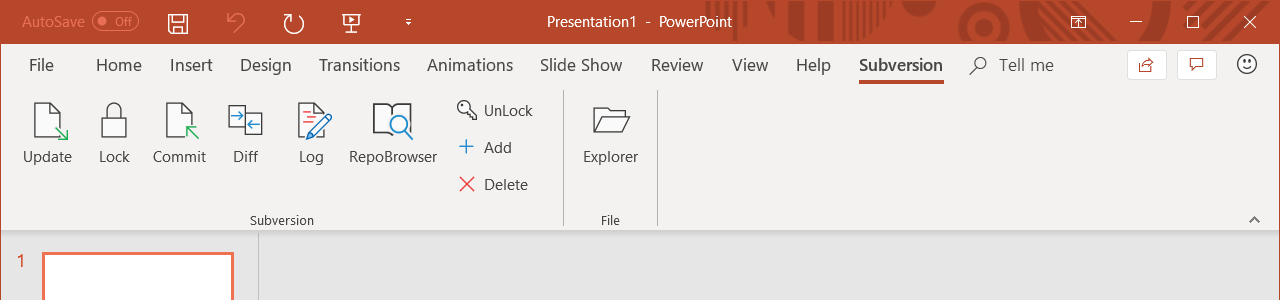 AutoSave Off Presentation1 - PowerPoint
File Home Insert Design Transitions Animations Slide Show Review View Help Subversion Tell me
UnLock
Add
Delete
Update Lock Commit Diff Log RepoBrowser Explorer
Subversion File
1